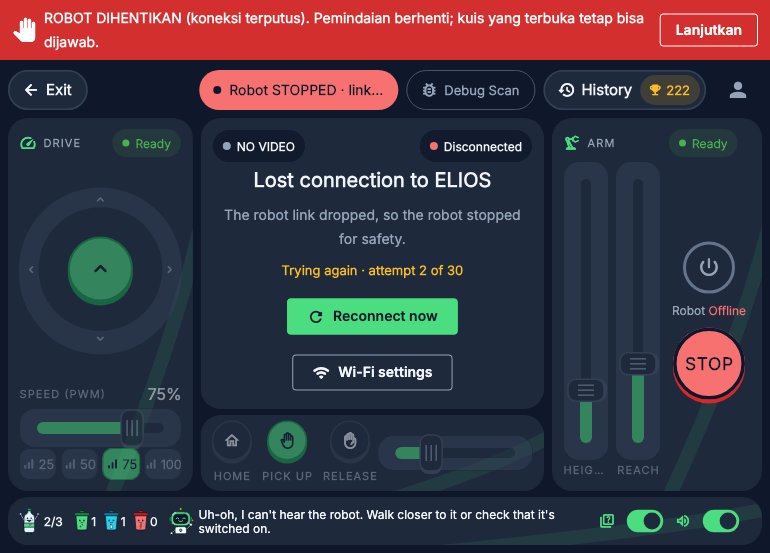 ROBOT DIHENTIKAN (koneksi terputus). Pemindaian berhenti; kuis yang terbuka tetap bisa
dijawab.
Lanjutkan
Exit
Robot STOPPED · link...
Debug Scan
History
222
DRIVE
Ready
NO VIDEO
Disconnected
ARM
Ready
Lost connection to ELIOS
The robot link dropped, so the robot stopped
for safety.
Trying again · attempt 2 of 30
Reconnect now
Wi-Fi settings
Robot Offline
STOP
SPEED (PWM)
75%
25
50
75
100
HOME
PICK UP
RELEASE
HEIG...
REACH
2/3
1
1
0
Uh-oh, I can't hear the robot. Walk closer to it or check that it's
switched on.